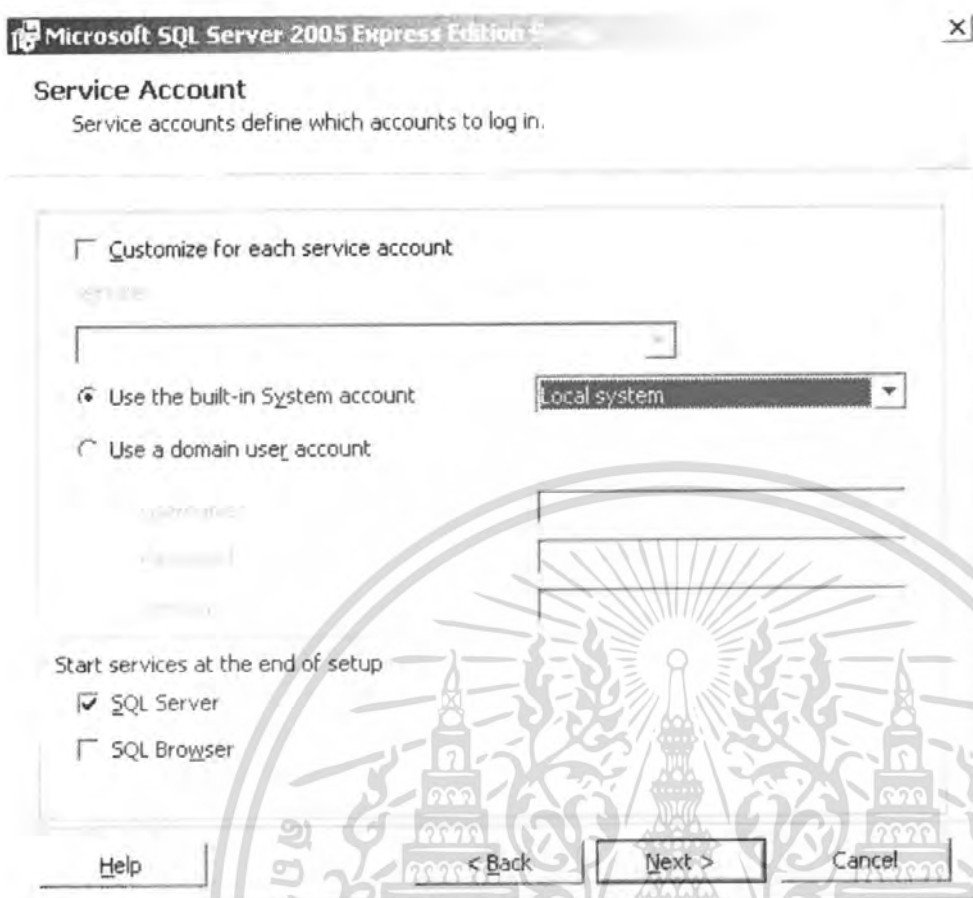 Microsoft SQL Server 2005 Express Edition
Service Account
Service accounts define which accounts to log in.
Customize for each service account
Use the built-in System account Local system
Use a domain user account
Start services at the end of setup
SQL Server
SQL Browser
Help < Back Next > Cancel